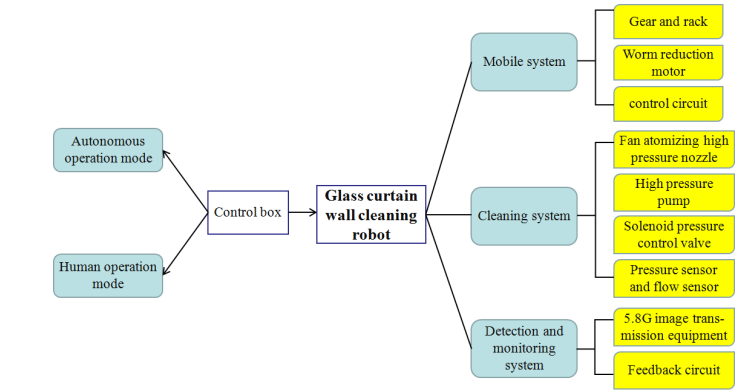 Autonomous
operation mode
Human operation
mode
Control box
Glass curtain
wall cleaning
robot
Mobile system
Gear and rack
Worm reduction
motor
control circuit
Cleaning system
Fan atomizing high
pressure nozzle
High pressure
pump
Solenoid pressure
control valve
Pressure sensor
and flow sensor
Detection and
monitoring
system
5.8G image trans-
mission equipment
Feedback circuit